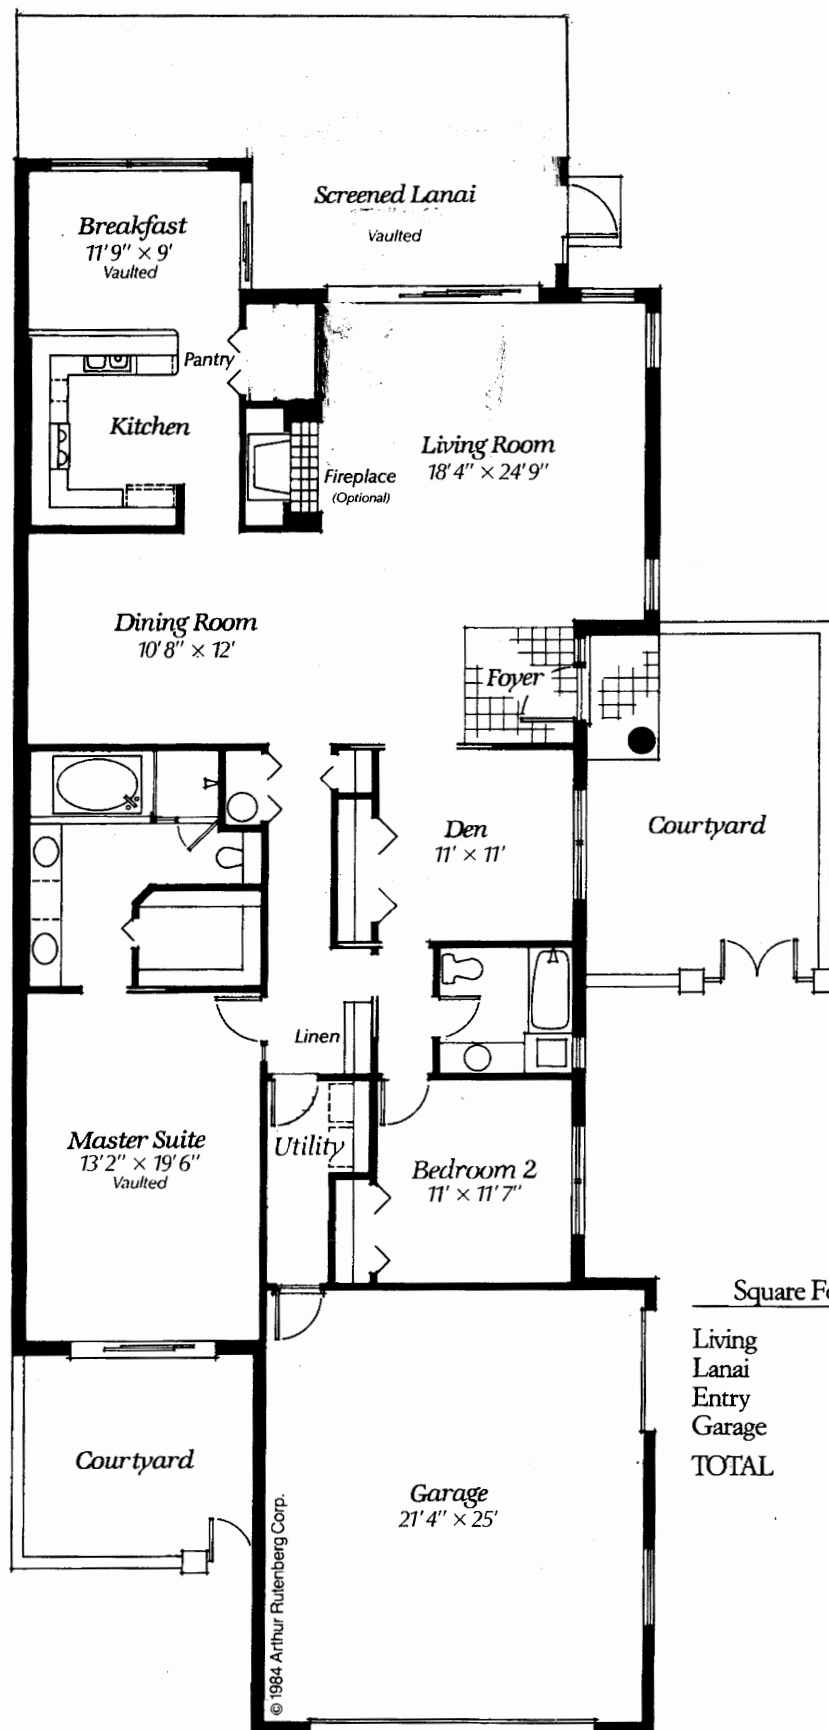 Screened Lanai
Vaulted
Breakfast
11'9" × 9'
Vaulted
Pantry
Kitchen
Living Room
18'4" × 24'9"
Fireplace
(Optional)
Dining Room
10'8" × 12'
Foyer
Den
11' × 11'
Courtyard
Linen
Master Suite
13'2" × 19'6"
Vaulted
Utility
Bedroom 2
11' × 11'7"
Square Fo
Living
Lanai
Entry
Garage
TOTAL
Courtyard
Garage
21'4" × 25'
© 1984 Arthur Rutenberg Corp.